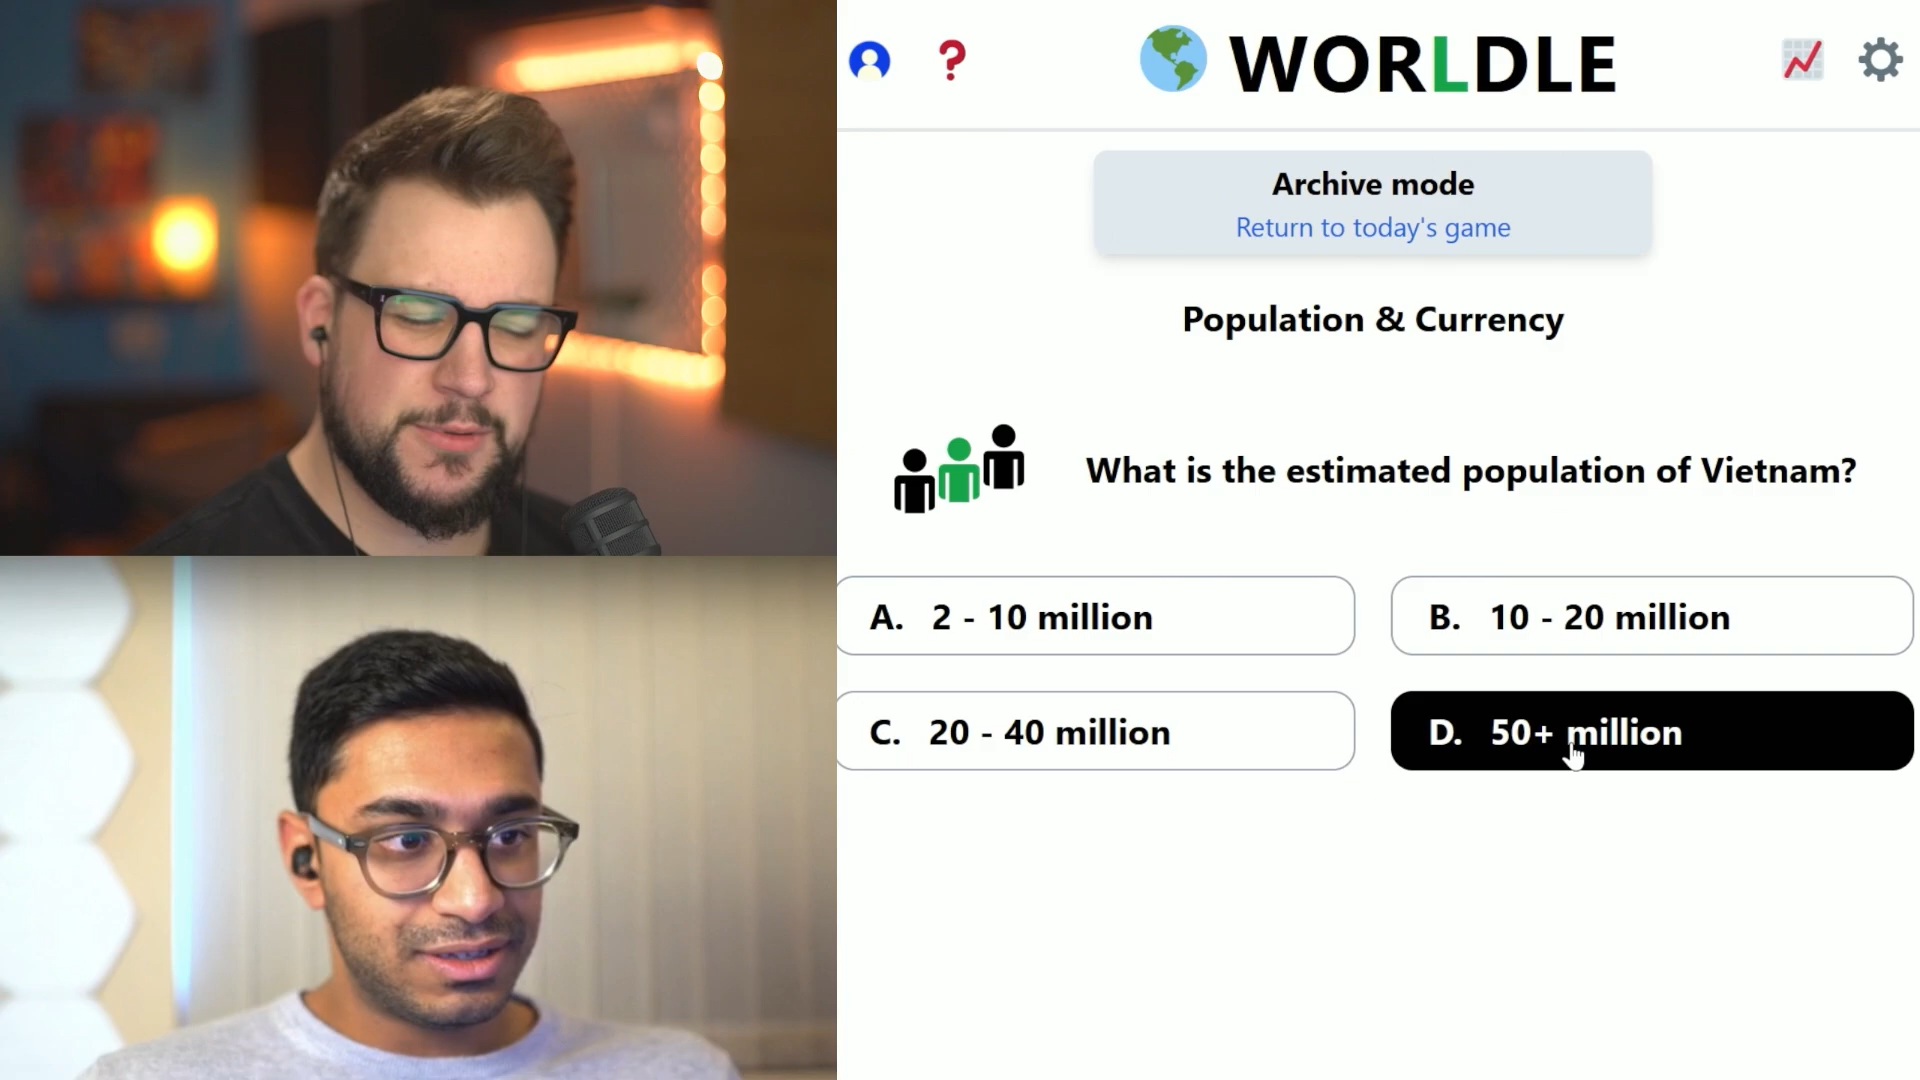 WORLDLE
Archive mode
Return to today's game
Population & Currency
What is the estimated population of Vietnam?
A. 2 - 10 million
B. 10 - 20 million
C. 20 - 40 million
D. 50+ million